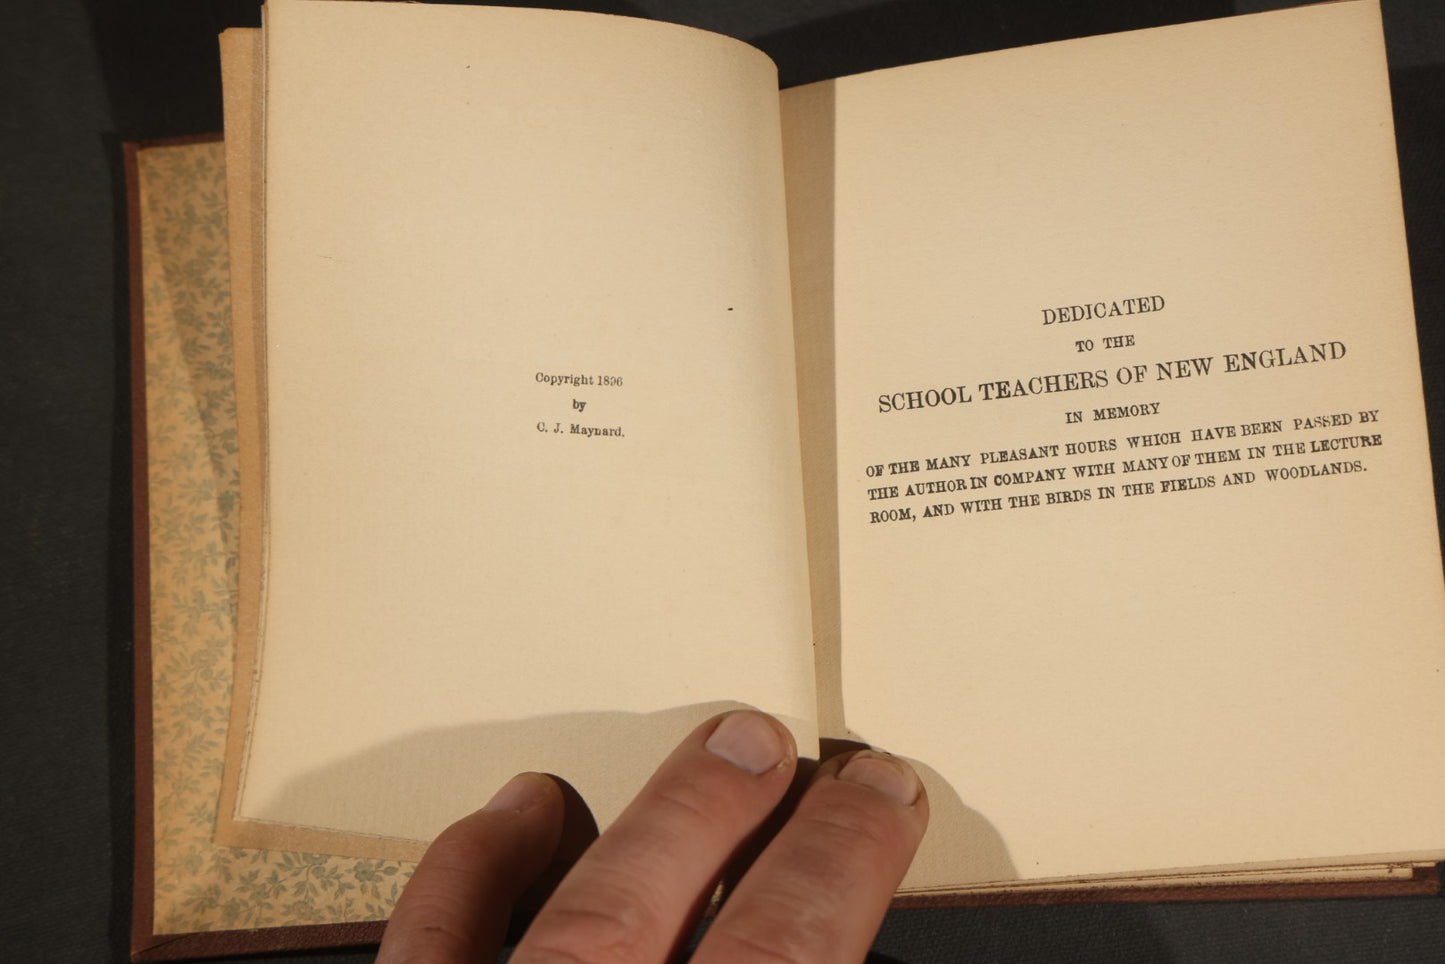 Copyright 1896
by
C. J. Maynard.
DEDICATED
TO THE
SCHOOL TEACHERS OF NEW ENGLAND
IN MEMORY
OF THE MANY PLEASANT HOURS WHICH HAVE BEEN PASSED BY
THE AUTHOR IN COMPANY WITH MANY OF THEM IN THE LECTURE
ROOM, AND WITH THE BIRDS IN THE FIELDS AND WOODLANDS.